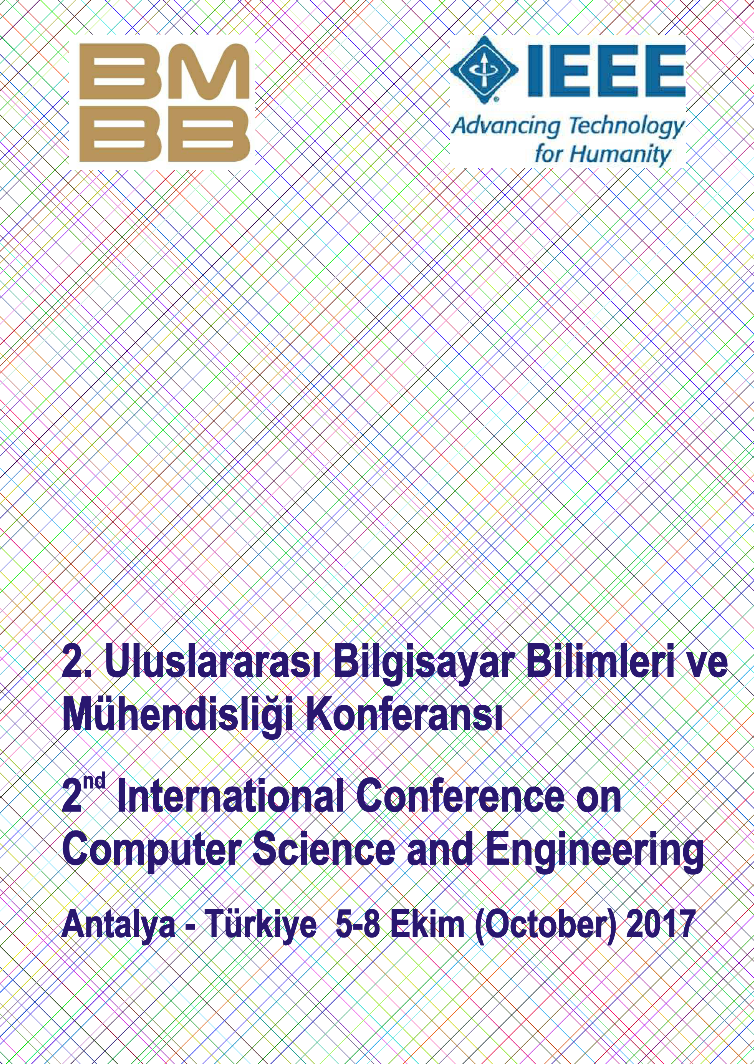 BM
BB
IEEE
Advancing Technology
for Humanity
2. Uluslararası Bilgisayar Bilimleri ve
Mühendisliği Konferansı
2nd International Conference on
Computer Science and Engineering
Antalya - Türkiye 5-8 Ekim (October) 2017